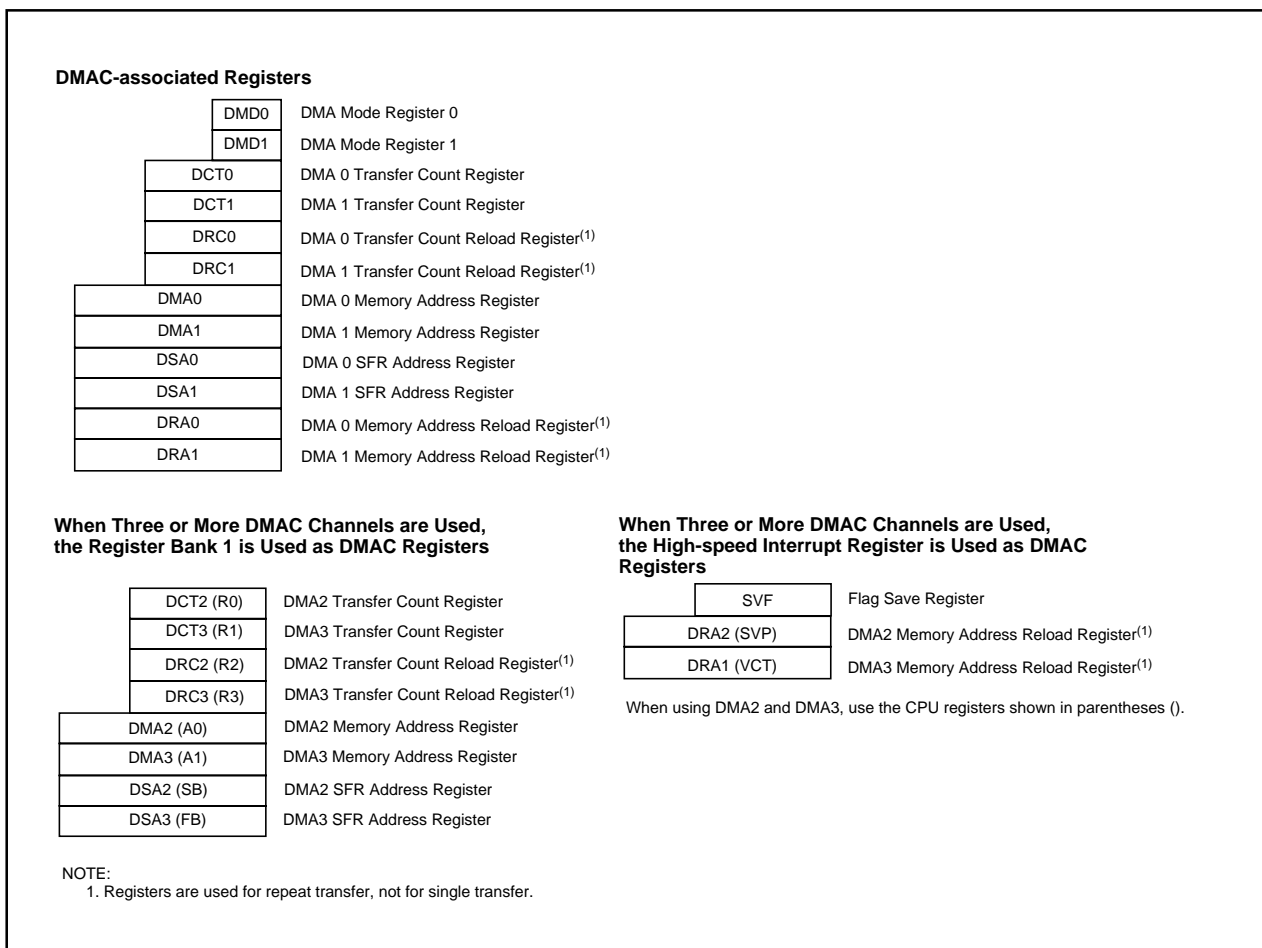 DMAC-associated Registers
DMD0 DMA Mode Register 0
DMD1 DMA Mode Register 1
DCT0 DMA 0 Transfer Count Register
DCT1 DMA 1 Transfer Count Register
DRC0 DMA 0 Transfer Count Reload Register(1)
DRC1 DMA 1 Transfer Count Reload Register(1)
DMA0 DMA 0 Memory Address Register
DMA1 DMA 1 Memory Address Register
DSA0 DMA 0 SFR Address Register
DSA1 DMA 1 SFR Address Register
DRA0 DMA 0 Memory Address Reload Register(1)
DRA1 DMA 1 Memory Address Reload Register(1)
When Three or More DMAC Channels are Used,
the Register Bank 1 is Used as DMAC Registers
DCT2 (R0) DMA2 Transfer Count Register
DCT3 (R1) DMA3 Transfer Count Register
DRC2 (R2) DMA2 Transfer Count Reload Register(1)
DRC3 (R3) DMA3 Transfer Count Reload Register(1)
DMA2 (A0) DMA2 Memory Address Register
DMA3 (A1) DMA3 Memory Address Register
DSA2 (SB) DMA2 SFR Address Register
DSA3 (FB) DMA3 SFR Address Register
When Three or More DMAC Channels are Used,
the High-speed Interrupt Register is Used as DMAC
Registers
SVF Flag Save Register
DRA2 (SVP) DMA2 Memory Address Reload Register(1)
DRA1 (VCT) DMA3 Memory Address Reload Register(1)
When using DMA2 and DMA3, use the CPU registers shown in parentheses ().
NOTE:
1. Registers are used for repeat transfer, not for single transfer.